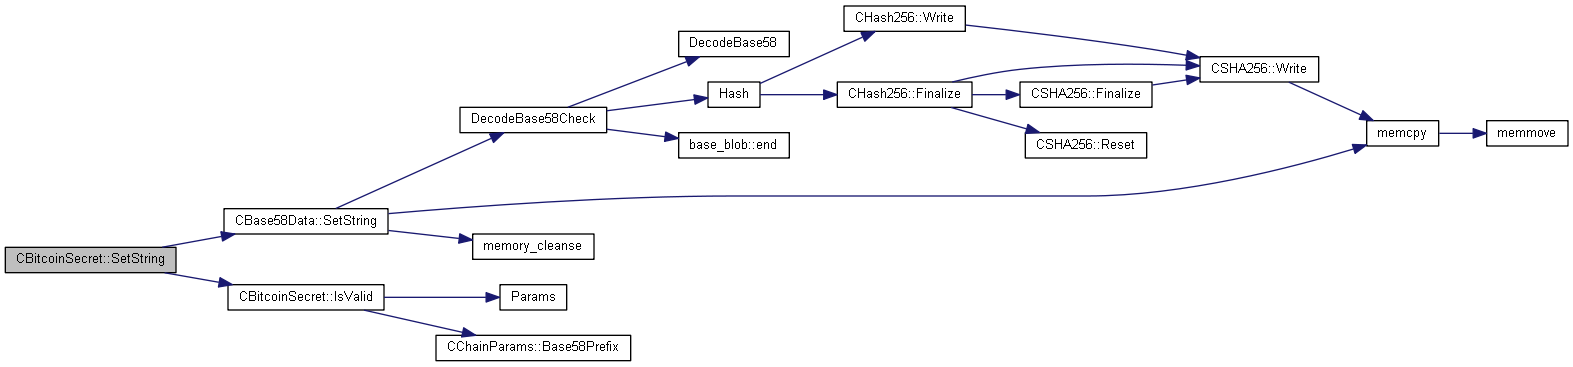 CHash256::Write
DecodeBase58
CSHA256::Write
Hash
CHash256::Finalize
CSHA256::Finalize
DecodeBase58Check
memcpy
memmove
base_blob::end
CSHA256::Reset
CBase58Data::SetString
memory_cleanse
CBitcoinSecret::SetString
CBitcoinSecret::IsValid
Params
CChainParams::Base58Prefix